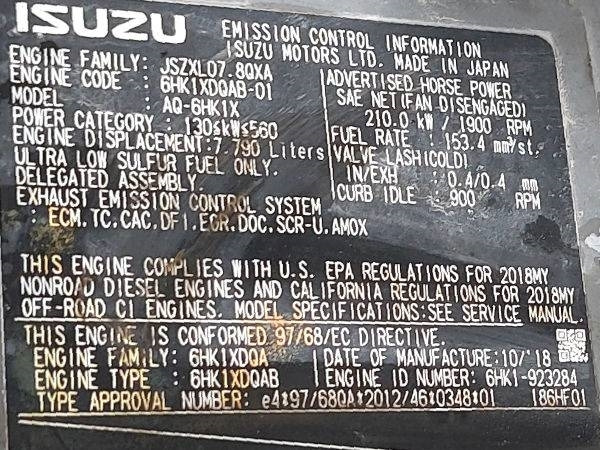 ISUZU EMISSION CONTROL INFORMATION
ISUZU MOTORS LTD. MADE IN JAPAN
ENGINE FAMILY: JSZXL07.8QXA
ENGINE CODE : 6HK1XDQAB-01
MODEL : AQ-6HK1X
POWER CATEGORY : 130≤kW≤560
ENGINE DISPLACEMENT:7.790 Liters
ULTRA LOW SULFUR FUEL ONLY.
DELEGATED ASSEMBLY.
EXHAUST EMISSION CONTROL SYSTEM
: ECM.TC.CAC.DFI.EGR.DOC.SCR-U.AMOX
ADVERTISED HORSE POWER
SAE NET(FAN DISENGAGED)
210.0 kW / 1900 RPM
FUEL RATE : 153.4 mm³/st.
VALVE LASH(COLD)
IN/EXH : 0.4/0.4 mm
CURB IDLE : 900 RPM
THIS ENGINE COMPLIES WITH U.S. EPA REGULATIONS FOR 2018MY
NONROAD DIESEL ENGINES AND CALIFORNIA REGULATIONS FOR 2018MY
OFF-ROAD CI ENGINES. MODEL SPECIFICATIONS:SEE SERVICE MANUAL.
THIS ENGINE IS CONFORMED 97/68/EC DIRECTIVE.
ENGINE FAMILY: 6HK1XDQA DATE OF MANUFACTURE:10/'18
ENGINE TYPE : 6HK1XDQAB ENGINE ID NUMBER: 6HK1-923284
TYPE APPROVAL NUMBER: e4*97/68QA*2012/46*0348*01 186HF01